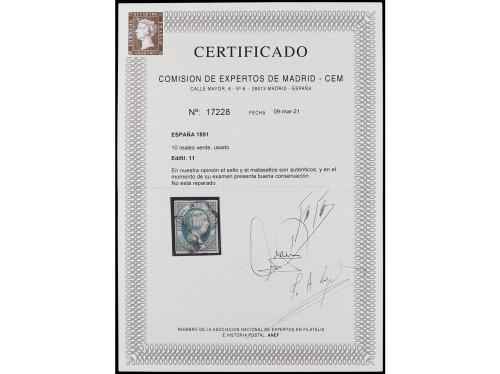 CERTIFICADO
COMISION DE EXPERTOS DE MADRID - CEM
CALLE MAYOR, 6 - 5º-6 - 28013 MADRID - ESPAÑA
Nº: 17228 FECHA 09-mar-21
ESPAÑA 1851
10 reales verde, usado.
Edifil: 11
En nuestra opinión el sello y el matasellos son auténticos, y en el
momento de su examen presenta buena conservación.
No está reparado.
MIEMBRO DE LA ASOCIACION NACIONAL DE EXPERTOS EN FILATELIA
E HISTORIA POSTAL. ANEF